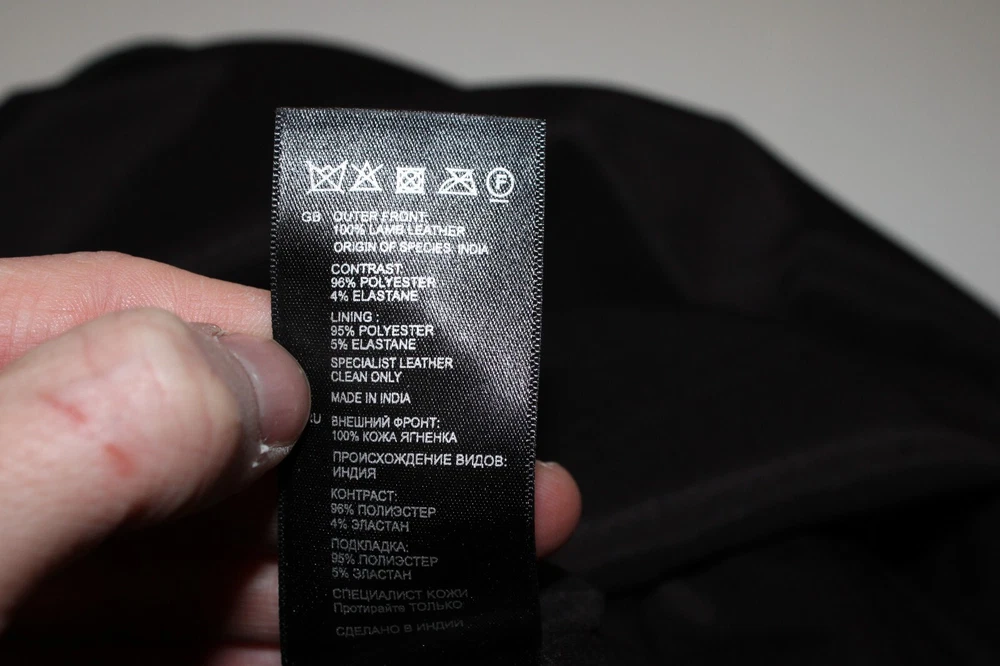 F
GB OUTER FRONT
100% LAMB LEATHER
ORIGIN OF SPECIES INDIA
CONTRAST
96% POLYESTER
4% ELASTANE
LINING :
95% POLYESTER
5% ELASTANE
SPECIALIST LEATHER
CLEAN ONLY
MADE IN INDIA
RU ВНЕШНИЙ ФРОНТ:
100% КОЖА ЯГНЕНКА
ПРОИСХОЖДЕНИЕ ВИДОВ:
ИНДИЯ
КОНТРАСТ:
96% ПОЛИЭСТЕР
4% ЭЛАСТАН
ПОДКЛАДКА:
95% ПОЛИЭСТЕР
5% ЭЛАСТАН
СПЕЦИАЛИСТ КОЖИ.
Протирайте ТОЛЬКО
СДЕЛАНО В ИНДИИ